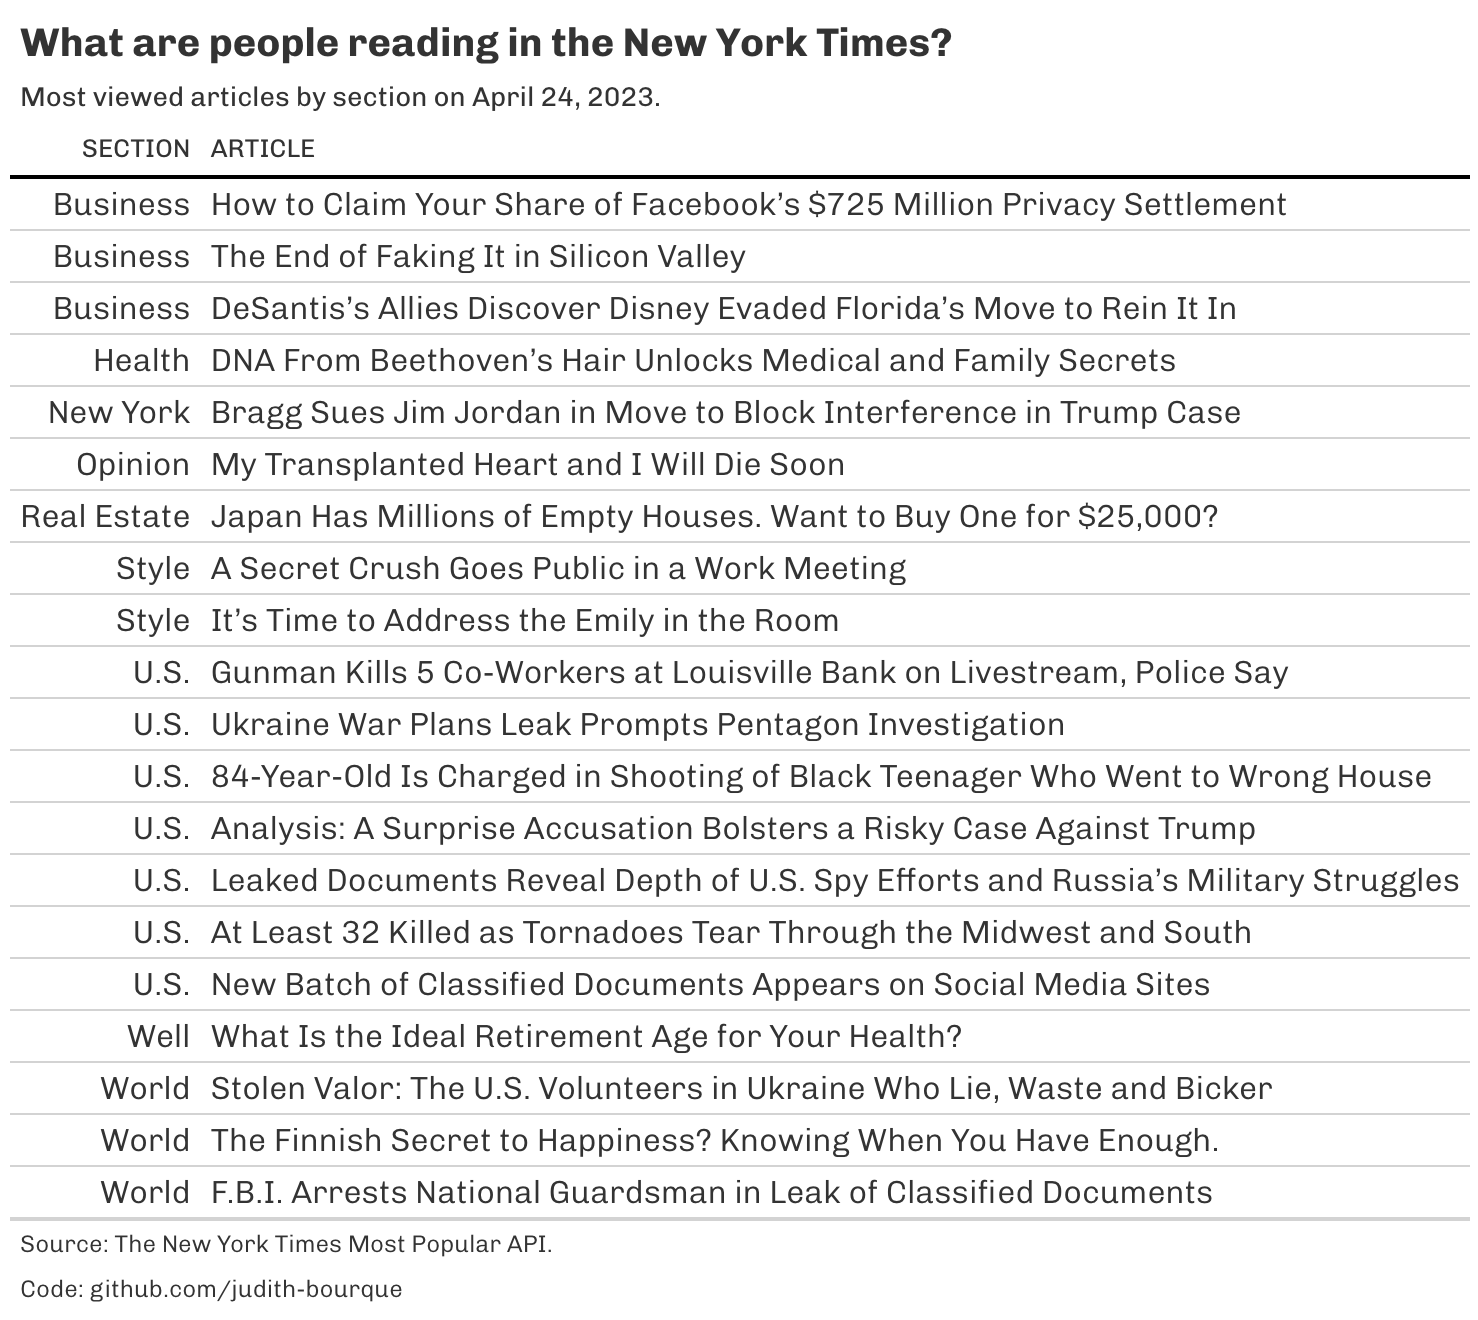 What are people reading in the New York Times?
Most viewed articles by section on April 24, 2023.
SECTION ARTICLE
Business How to Claim Your Share of Facebook’s $725 Million Privacy Settlement
Business The End of Faking It in Silicon Valley
Business DeSantis’s Allies Discover Disney Evaded Florida’s Move to Rein It In
Health DNA From Beethoven’s Hair Unlocks Medical and Family Secrets
New York Bragg Sues Jim Jordan in Move to Block Interference in Trump Case
Opinion My Transplanted Heart and I Will Die Soon
Real Estate Japan Has Millions of Empty Houses. Want to Buy One for $25,000?
Style A Secret Crush Goes Public in a Work Meeting
Style It’s Time to Address the Emily in the Room
U.S. Gunman Kills 5 Co-Workers at Louisville Bank on Livestream, Police Say
U.S. Ukraine War Plans Leak Prompts Pentagon Investigation
U.S. 84-Year-Old Is Charged in Shooting of Black Teenager Who Went to Wrong House
U.S. Analysis: A Surprise Accusation Bolsters a Risky Case Against Trump
U.S. Leaked Documents Reveal Depth of U.S. Spy Efforts and Russia’s Military Struggles
U.S. At Least 32 Killed as Tornadoes Tear Through the Midwest and South
U.S. New Batch of Classified Documents Appears on Social Media Sites
Well What Is the Ideal Retirement Age for Your Health?
World Stolen Valor: The U.S. Volunteers in Ukraine Who Lie, Waste and Bicker
World The Finnish Secret to Happiness? Knowing When You Have Enough.
World F.B.I. Arrests National Guardsman in Leak of Classified Documents
Source: The New York Times Most Popular API.
Code: github.com/judith-bourque